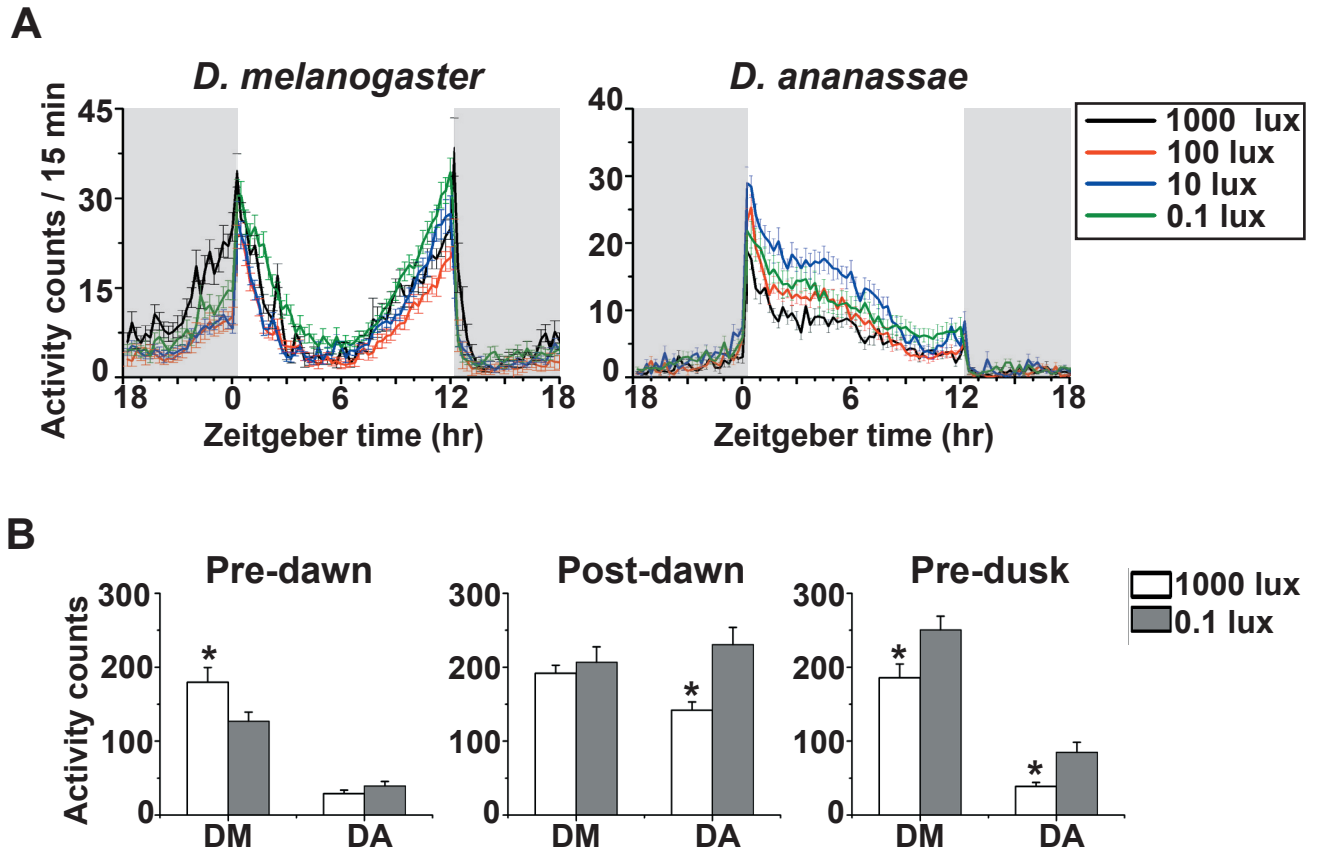 A
D. melanogaster
D. ananassae
Activity counts / 15 min
45
30
15
0
18 0 6 12 18
Zeitgeber time (hr)
40
30
20
10
0
18 0 6 12 18
Zeitgeber time (hr)
1000 lux
100 lux
10 lux
0.1 lux
B
Pre-dawn
Post-dawn
Pre-dusk
Activity counts
300
200
100
0
*
DM DA
300
200
100
0
*
DM DA
300
200
100
0
*
*
DM DA
1000 lux
0.1 lux